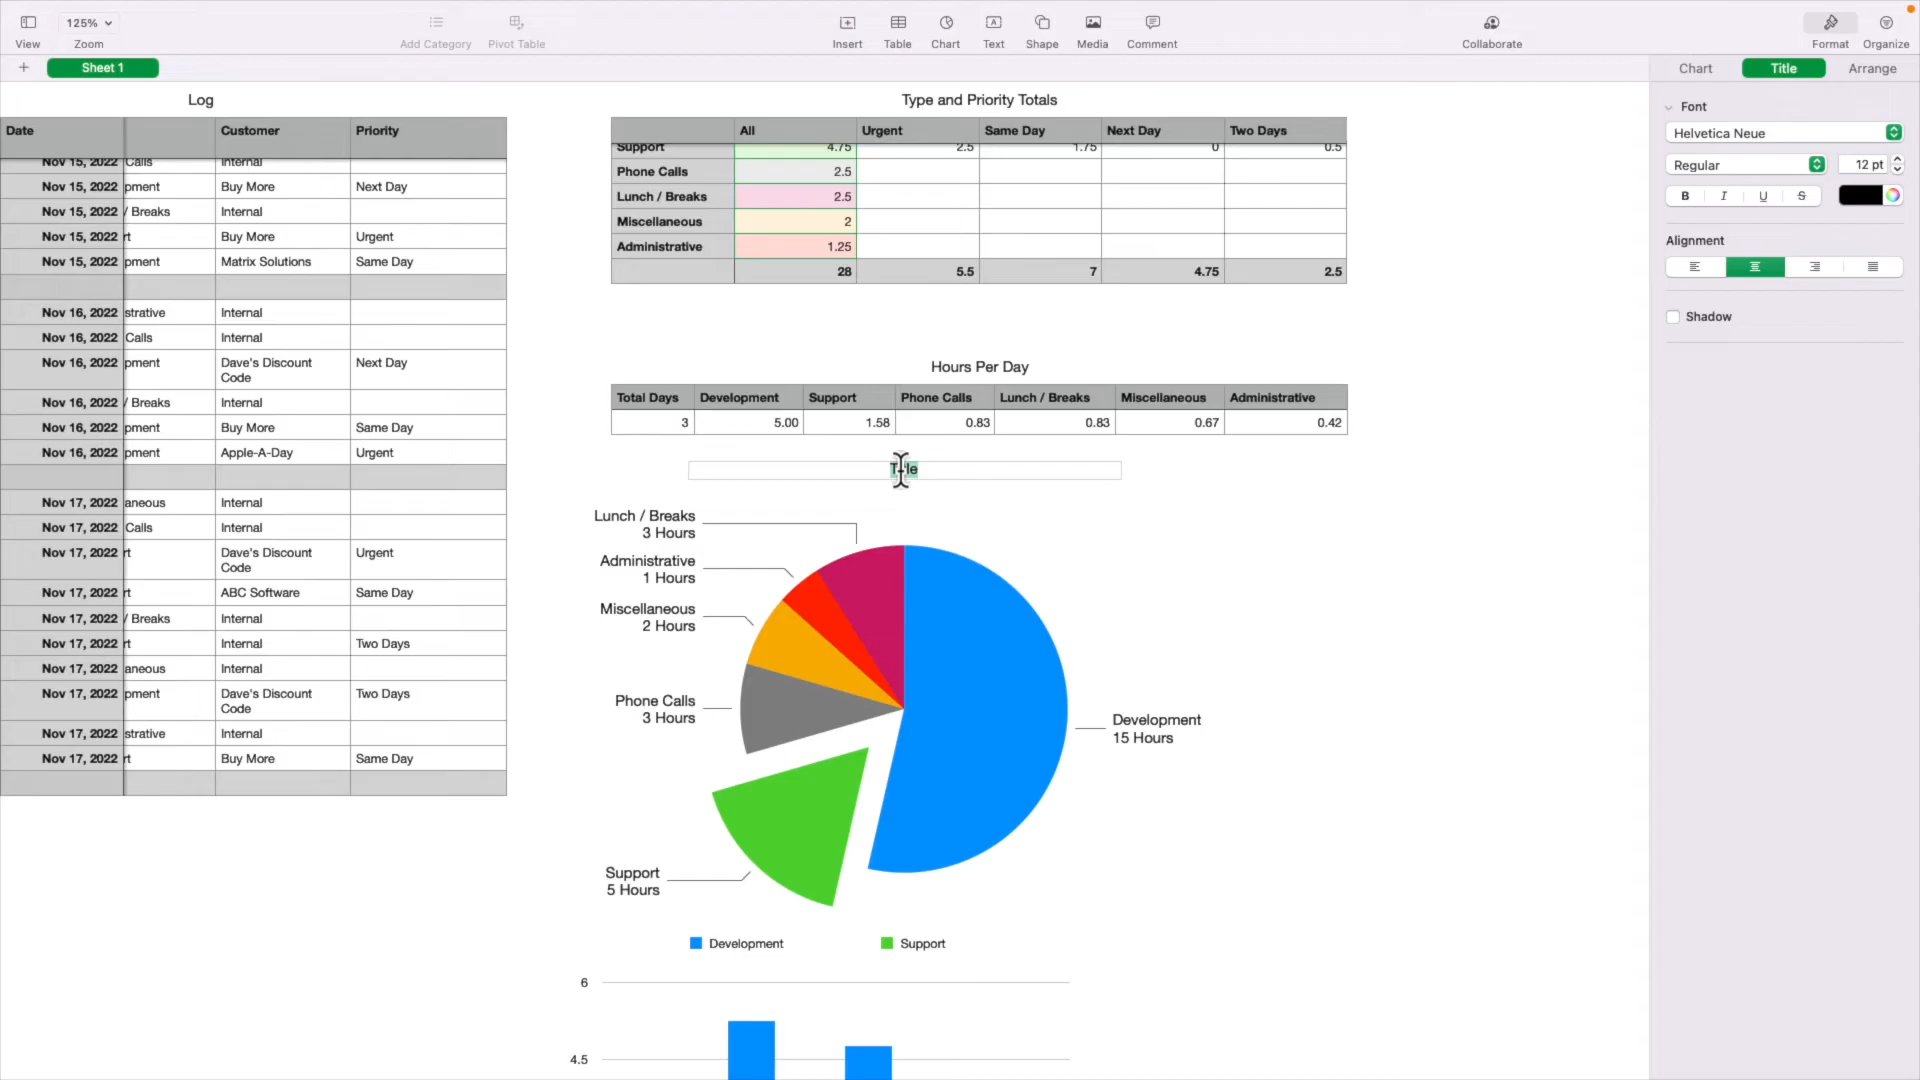 125%
View
Zoom
Add Category
Pivot Table
Insert
Table
Chart
Text
Shape
Media
Comment
Collaborate
Format
Organize
Sheet 1
Chart
Title
Arrange
Log
Date Customer Priority
Nov 15, 2022 Calls Internal
Nov 15, 2022 pment Buy More Next Day
Nov 15, 2022 / Breaks Internal
Nov 15, 2022 rt Buy More Urgent
Nov 15, 2022 pment Matrix Solutions Same Day
Nov 16, 2022 strative Internal
Nov 16, 2022 Calls Internal
Nov 16, 2022 pment Dave's Discount Next Day
Code
Nov 16, 2022 / Breaks Internal
Nov 16, 2022 pment Buy More Same Day
Nov 16, 2022 pment Apple-A-Day Urgent
Nov 17, 2022 aneous Internal
Nov 17, 2022 Calls Internal
Nov 17, 2022 rt Dave's Discount Urgent
Code
Nov 17, 2022 rt ABC Software Same Day
Nov 17, 2022 / Breaks Internal
Nov 17, 2022 rt Internal Two Days
Nov 17, 2022 aneous Internal
Nov 17, 2022 pment Dave's Discount Two Days
Code
Nov 17, 2022 strative Internal
Nov 17, 2022 rt Buy More Same Day
Type and Priority Totals
All Urgent Same Day Next Day Two Days
Support 4.75 2.5 1.75 0 0.5
Phone Calls 2.5
Lunch / Breaks 2.5
Miscellaneous 2
Administrative 1.25
28 5.5 7 4.75 2.5
Hours Per Day
Total Days Development Support Phone Calls Lunch / Breaks Miscellaneous Administrative
3 5.00 1.58 0.83 0.83 0.67 0.42
Title
Lunch / Breaks
3 Hours
Administrative
1 Hours
Miscellaneous
2 Hours
Phone Calls
3 Hours
Development
15 Hours
Support
5 Hours
Development
Support
6
4.5
Font
Helvetica Neue
Regular
12 pt
B I U S
Alignment
Shadow